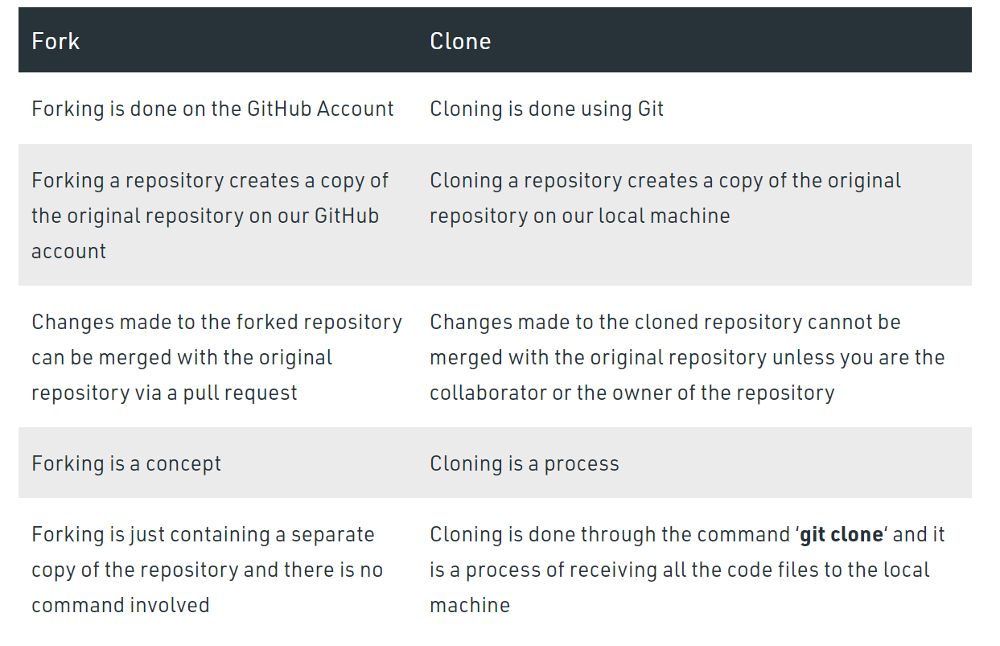 Fork
Clone
Forking is done on the GitHub Account
Cloning is done using Git
Forking a repository creates a copy of
the original repository on our GitHub
account
Cloning a repository creates a copy of the original
repository on our local machine
Changes made to the forked repository
can be merged with the original
repository via a pull request
Changes made to the cloned repository cannot be
merged with the original repository unless you are the
collaborator or the owner of the repository
Forking is a concept
Cloning is a process
Forking is just containing a separate
copy of the repository and there is no
command involved
Cloning is done through the command ‘git clone‘ and it
is a process of receiving all the code files to the local
machine